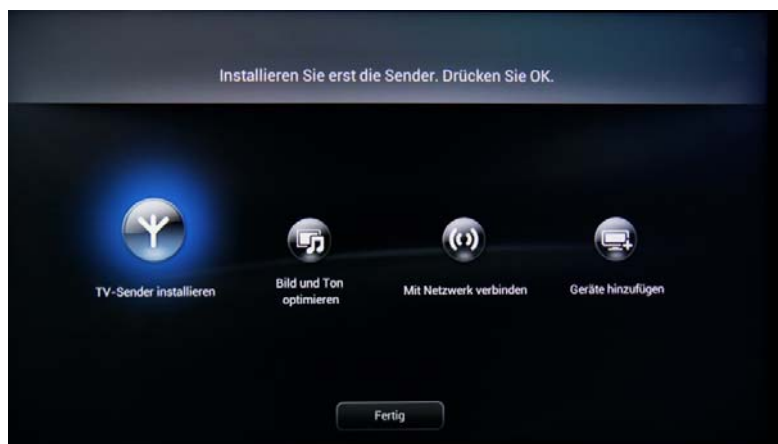 Installieren Sie erst die Sender. Drücken Sie OK.
TV-Sender installieren
Bild und Ton
optimieren
Mit Netzwerk verbinden
Geräte hinzufügen
Fertig